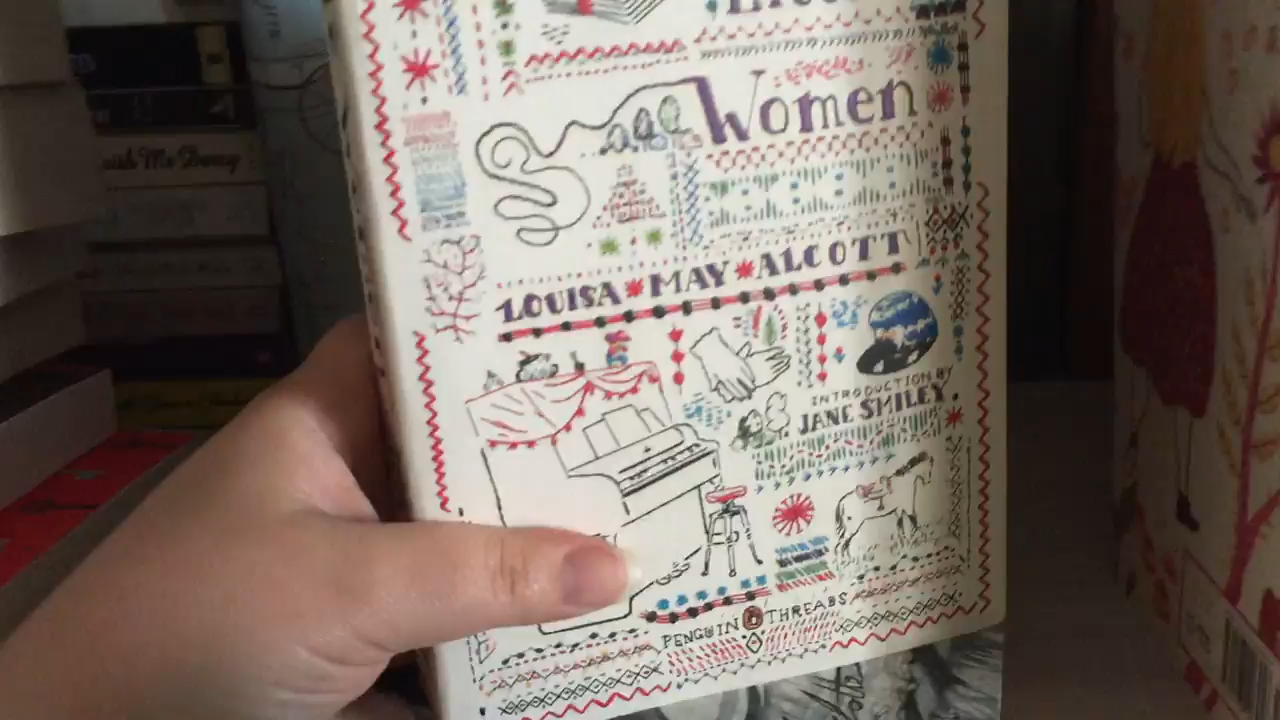 Women
LOUISA MAY ALCOTT
INTRODUCTION BY
JANE SMILEY
PENGUIN THREADS